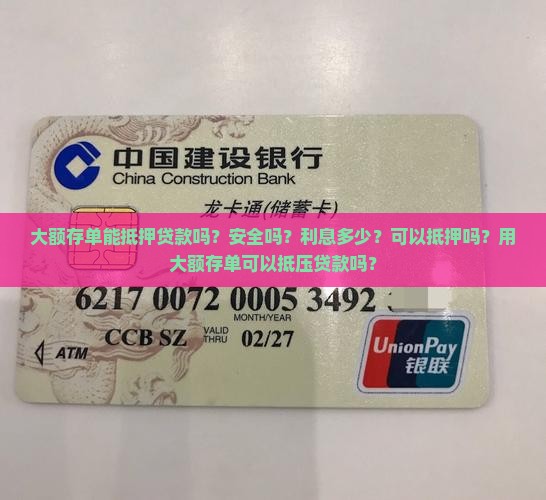 中国建设银行
China Construction Bank
龙卡通(储蓄卡)
大额存单能抵押贷款吗？安全吗？利息多少？可以抵押吗？用
大额存单可以抵压贷款吗？
6217 0072 0005 3492
MONTH/YEAR
CCB SZ VALID THRU 02/27
ATM
UnionPay
银联